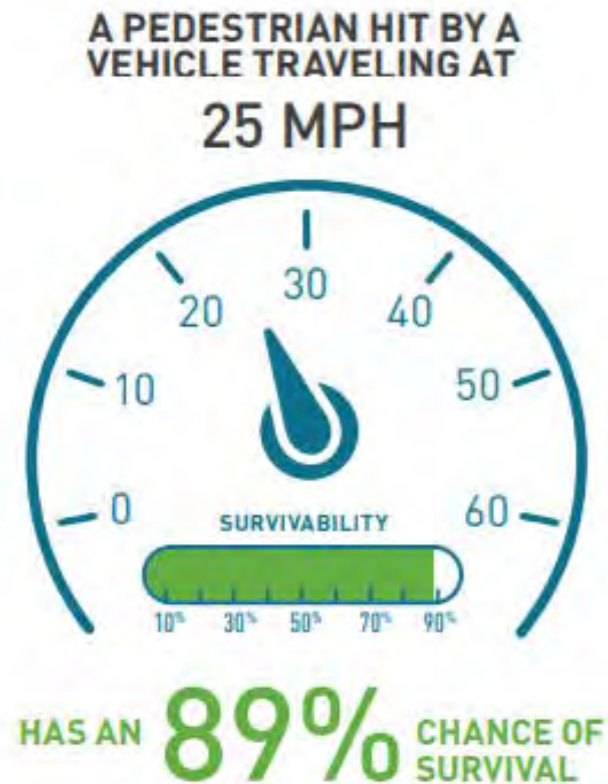 A PEDESTRIAN HIT BY A
VEHICLE TRAVELING AT
25 MPH
30
20
40
10
50
0
60
SURVIVABILITY
10% 30% 50% 70% 90%
HAS AN 89% CHANCE OF
SURVIVAL